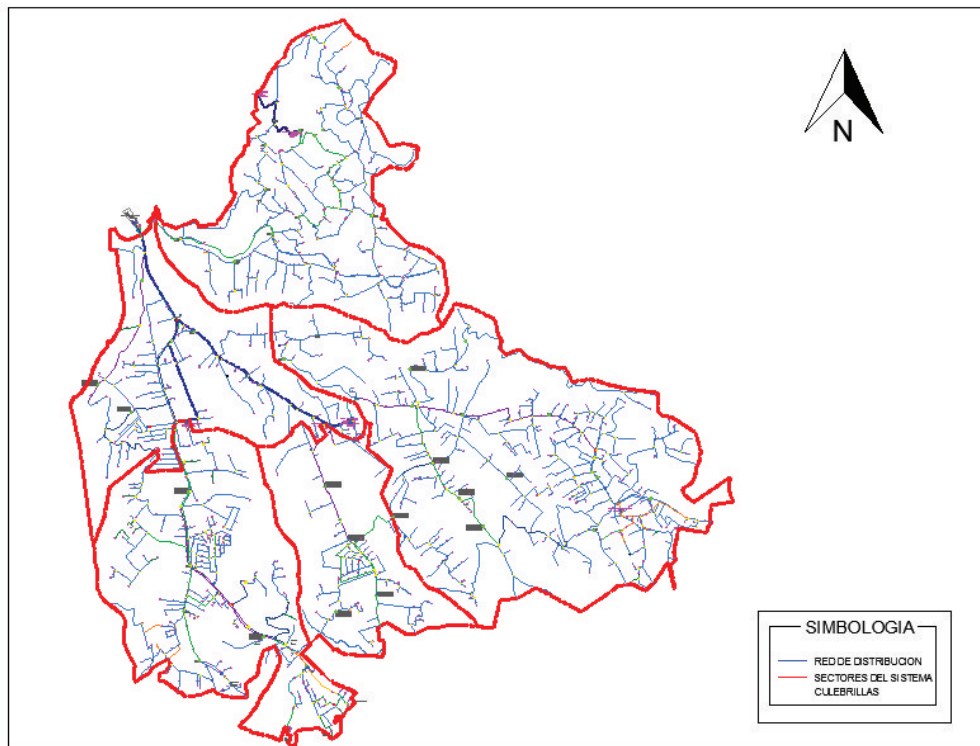 N
SIMBOLOGIA
RED DE DISTRIBUCION
SECTORES DEL SISTEMA
CULEBRILLAS